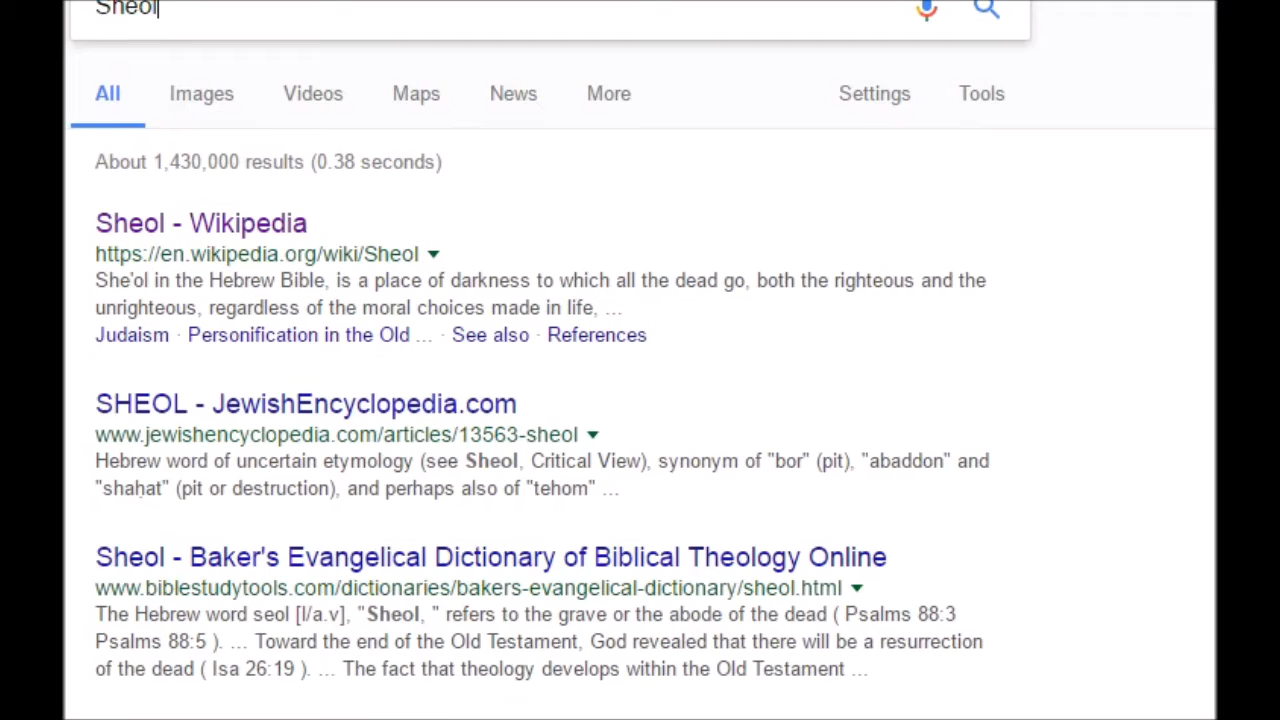 Sheol
All Images Videos Maps News More Settings Tools
About 1,430,000 results (0.38 seconds)
Sheol - Wikipedia
https://en.wikipedia.org/wiki/Sheol
She'ol in the Hebrew Bible, is a place of darkness to which all the dead go, both the righteous and the
unrighteous, regardless of the moral choices made in life, ...
Judaism · Personification in the Old ... · See also · References
SHEOL - JewishEncyclopedia.com
www.jewishencyclopedia.com/articles/13563-sheol
Hebrew word of uncertain etymology (see Sheol, Critical View), synonym of "bor" (pit), "abaddon" and
"shaḥat" (pit or destruction), and perhaps also of "tehom" ...
Sheol - Baker's Evangelical Dictionary of Biblical Theology Online
www.biblestudytools.com/dictionaries/bakers-evangelical-dictionary/sheol.html
The Hebrew word seol [l/a.v], "Sheol, " refers to the grave or the abode of the dead ( Psalms 88:3
Psalms 88:5 ). ... Toward the end of the Old Testament, God revealed that there will be a resurrection
of the dead ( Isa 26:19 ). ... The fact that theology develops within the Old Testament ...